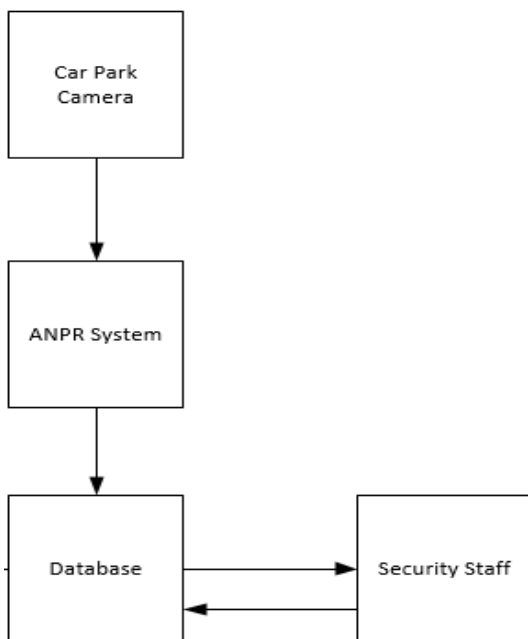 Car Park
Camera
ANPR System
Database
Security Staff